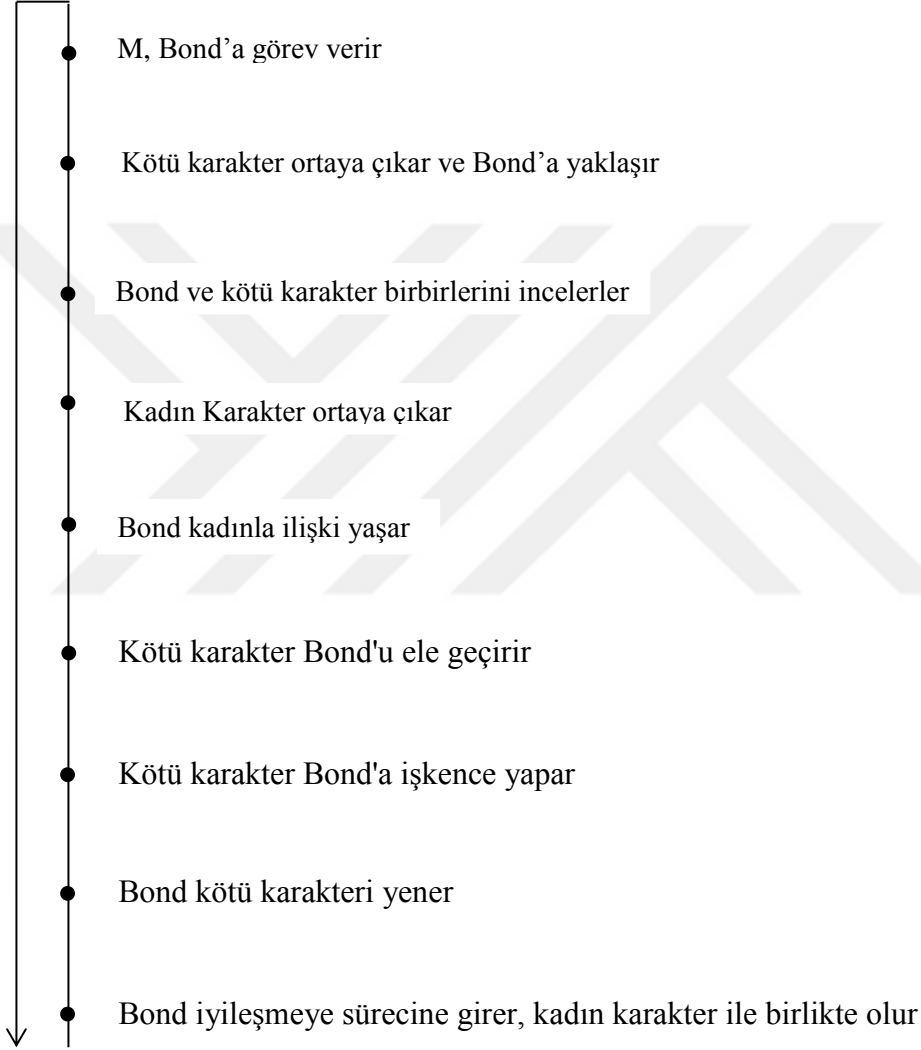 M, Bond’a görev verir
Kötü karakter ortaya çıkar ve Bond’a yaklaşır
Bond ve kötü karakter birbirlerini incelerler
Kadın Karakter ortaya çıkar
Bond kadınla ilişki yaşar
Kötü karakter Bond'u ele geçirir
Kötü karakter Bond'a işkence yapar
Bond kötü karakteri yener
Bond iyileşmeye sürecine girer, kadın karakter ile birlikte olur